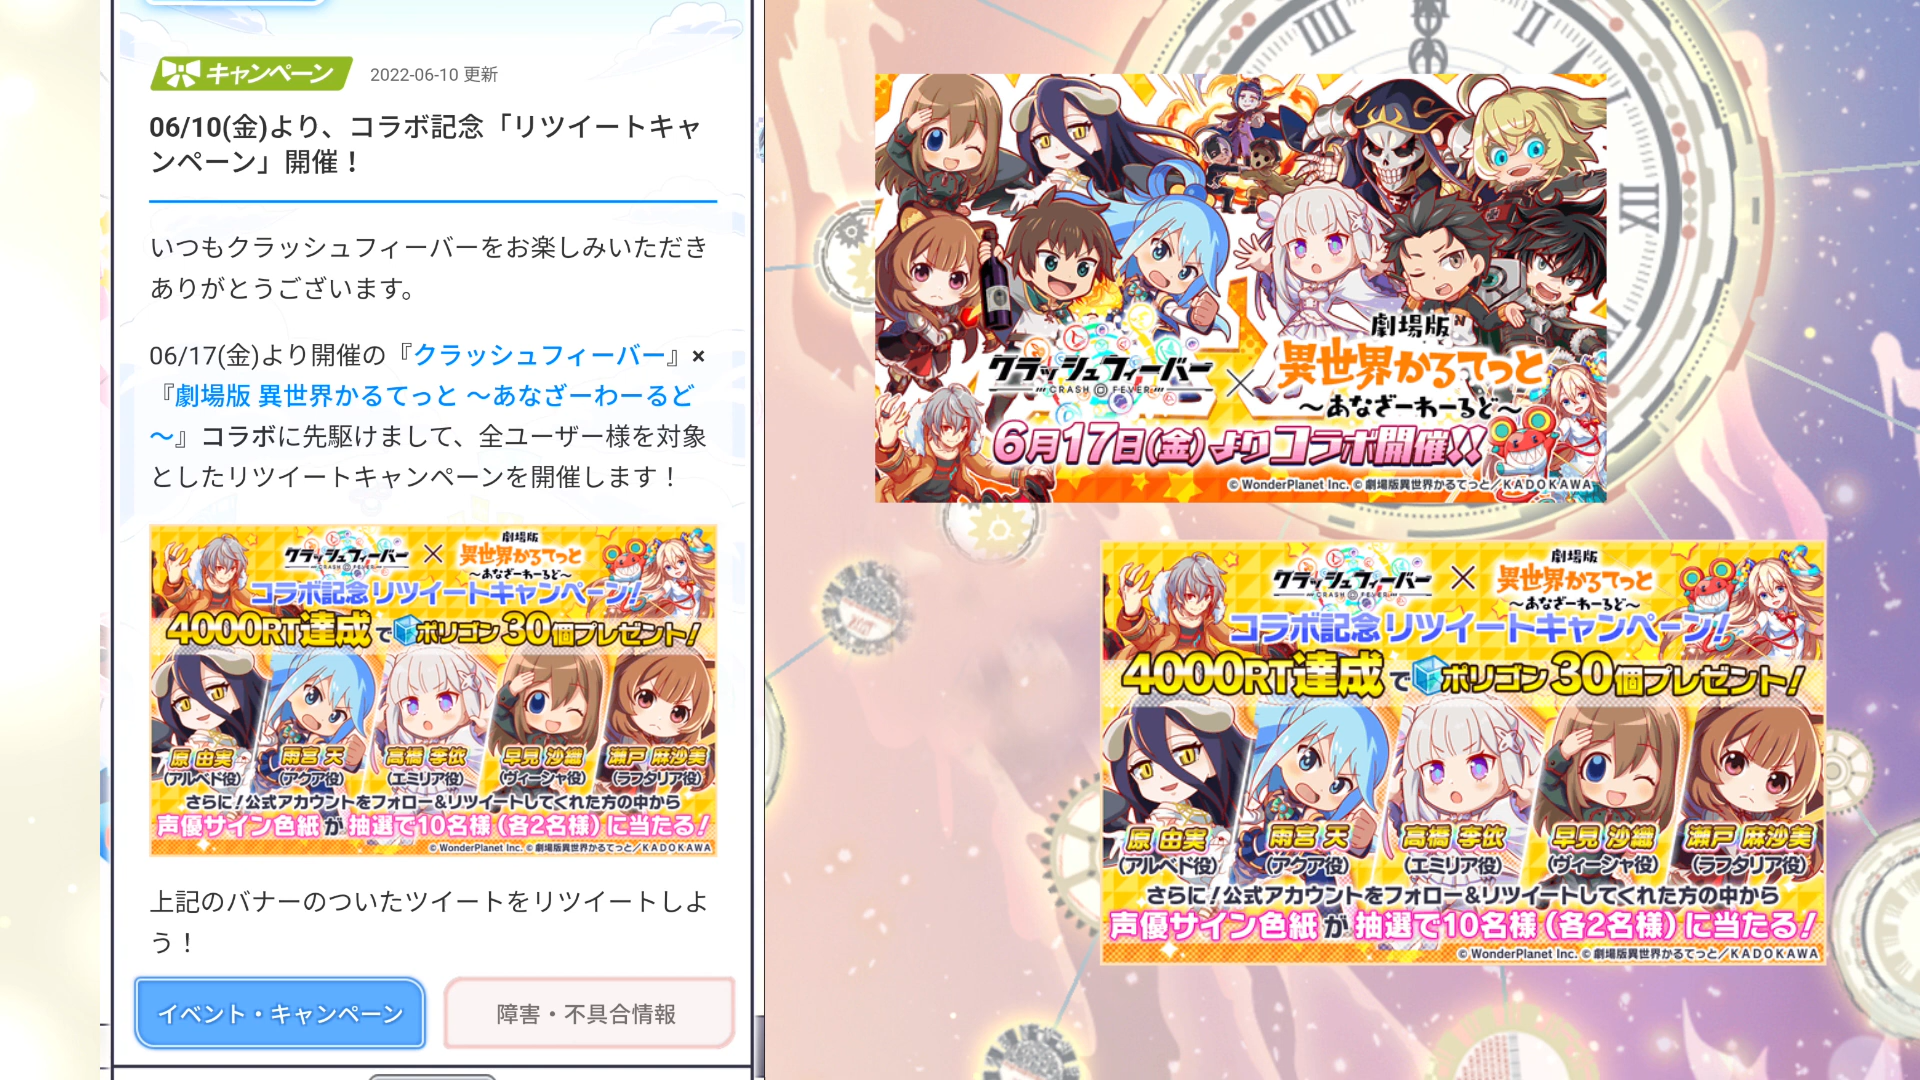 キャンペーン
2022-06-10 更新
06/10(金)より、コラボ記念「リツイートキャ
ンペーン」開催！
いつもクラッシュフィーバーをお楽しみいただき
ありがとうございます。
06/17(金)より開催の『クラッシュフィーバー』×
『劇場版 異世界かるてっと ～あなざーわーるど
～』コラボに先駆けまして、全ユーザー様を対象
としたリツイートキャンペーンを開催します！
クラッシュフィーバー
CRASH FEVER
×
劇場版
異世界かるてっと
～あなざーわーるど～
コラボ記念リツイートキャンペーン!
4000RT達成でポリゴン30個プレゼント!
原 由実
(アルベド役)
雨宮 天
(アクア役)
高橋 李依
(エミリア役)
早見 沙織
(ヴィーシャ役)
瀬戸 麻沙美
(ラフタリア役)
さらに!公式アカウントをフォロー&リツイートしてくれた方の中から
声優サイン色紙が抽選で10名様(各2名様)に当たる!
© WonderPlanet Inc. © 劇場版異世界かるてっと／KADOKAWA
上記のバナーのついたツイートをリツイートしよ
う！
イベント・キャンペーン
障害・不具合情報
クラッシュフィーバー
CRASH FEVER
×
劇場版
異世界かるてっと
～あなざーわーるど～
6月17日(金)よりコラボ開催!!
© WonderPlanet Inc. © 劇場版異世界かるてっと／KADOKAWA
クラッシュフィーバー
CRASH FEVER
×
劇場版
異世界かるてっと
～あなざーわーるど～
コラボ記念リツイートキャンペーン!
4000RT達成でポリゴン30個プレゼント!
原 由実
(アルベド役)
雨宮 天
(アクア役)
高橋 李依
(エミリア役)
早見 沙織
(ヴィーシャ役)
瀬戸 麻沙美
(ラフタリア役)
さらに!公式アカウントをフォロー&リツイートしてくれた方の中から
声優サイン色紙が抽選で10名様(各2名様)に当たる!
© WonderPlanet Inc. © 劇場版異世界かるてっと／KADOKAWA